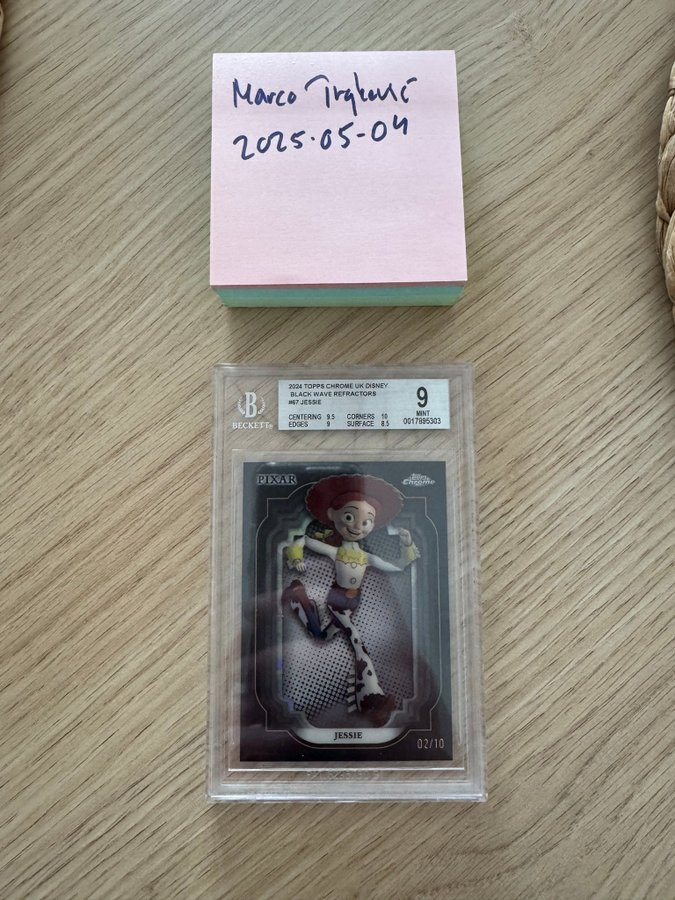 Marco
2025-05-04
BECKETT®
2024 TOPPS CHROME UK DISNEY
BLACK WAVE REFRACTORS
#67 JESSIE
CENTERING 9.5 CORNERS 10
EDGES 9 SURFACE 8.5
9
MINT
0017895303
PIXAR
Topps
Chrome
JESSIE
02/10